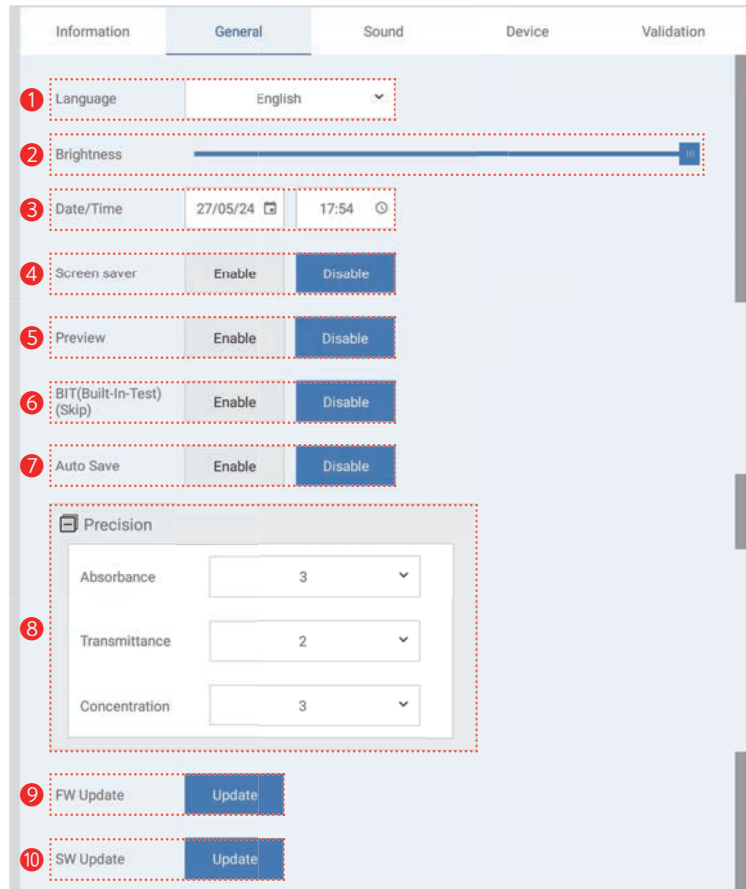 Information General Sound Device Validation
1 Language English
2 Brightness
3 Date/Time 27/05/24 17:54
4 Screen saver Enable Disable
5 Preview Enable Disable
BIT(Built-In-Test)
6 (Skip) Enable Disable
7 Auto Save Enable Disable
Precision
Absorbance 3
8 Transmittance 2
Concentration 3
9 FW Update Update
10 SW Update Update